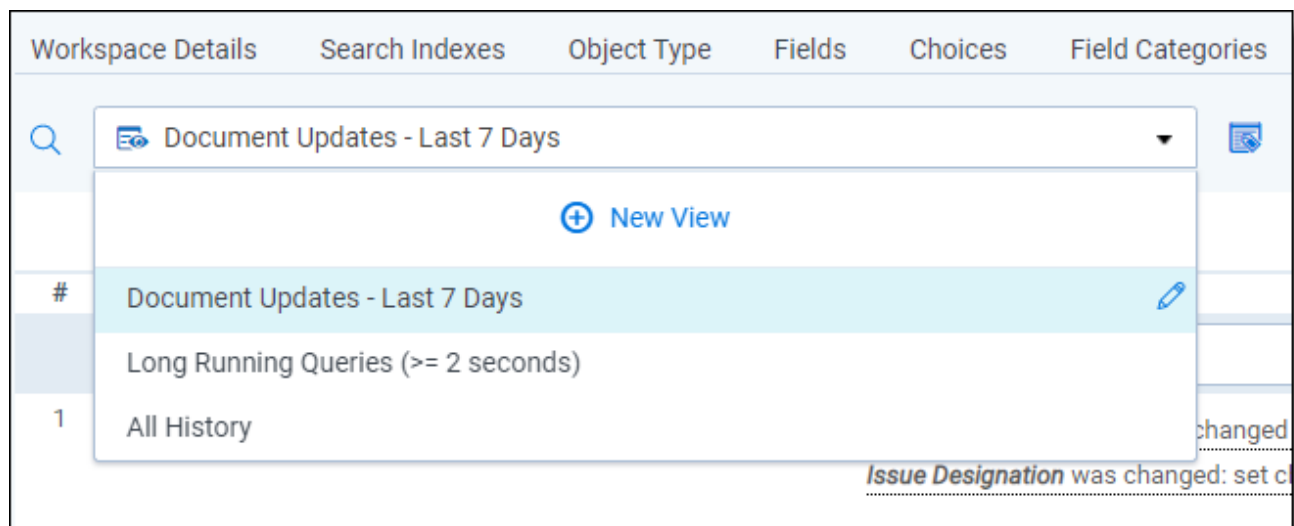 Workspace Details Search Indexes Object Type Fields Choices Field Categories
Document Updates - Last 7 Days
New View
# Document Updates - Last 7 Days
Long Running Queries (>= 2 seconds)
1 All History
changed
Issue Designation was changed: set